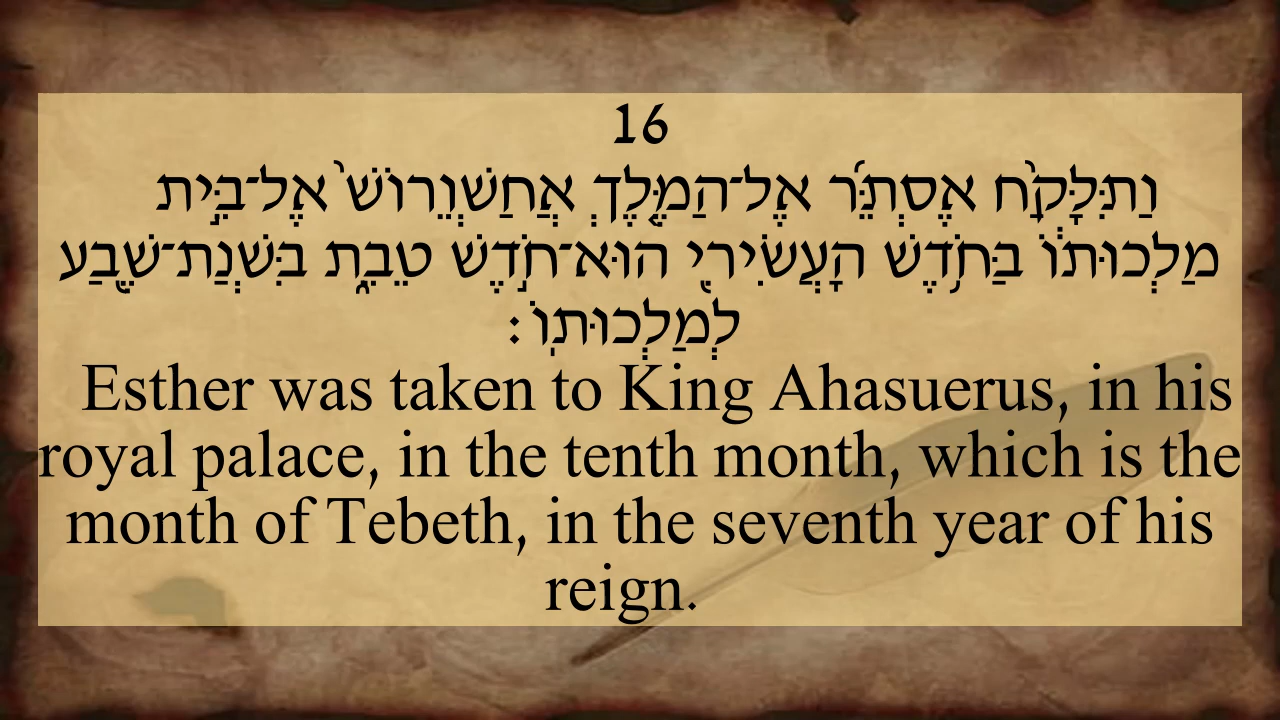 16
וַתִּלָּקַ֨ח אֶסְתֵּ֜ר אֶל־הַמֶּ֤לֶךְ אֲחַשְׁוֵרוֹשׁ֙ אֶל־בֵּ֣ית
מַלְכוּת֔וֹ בַּחֹ֥דֶשׁ הָעֲשִׂירִ֖י הוּא־חֹ֣דֶשׁ טֵבֵ֑ת בִּשְׁנַת־שֶׁ֖בַע
לְמַלְכוּתֽוֹ׃
Esther was taken to King Ahasuerus, in his
royal palace, in the tenth month, which is the
month of Tebeth, in the seventh year of his
reign.